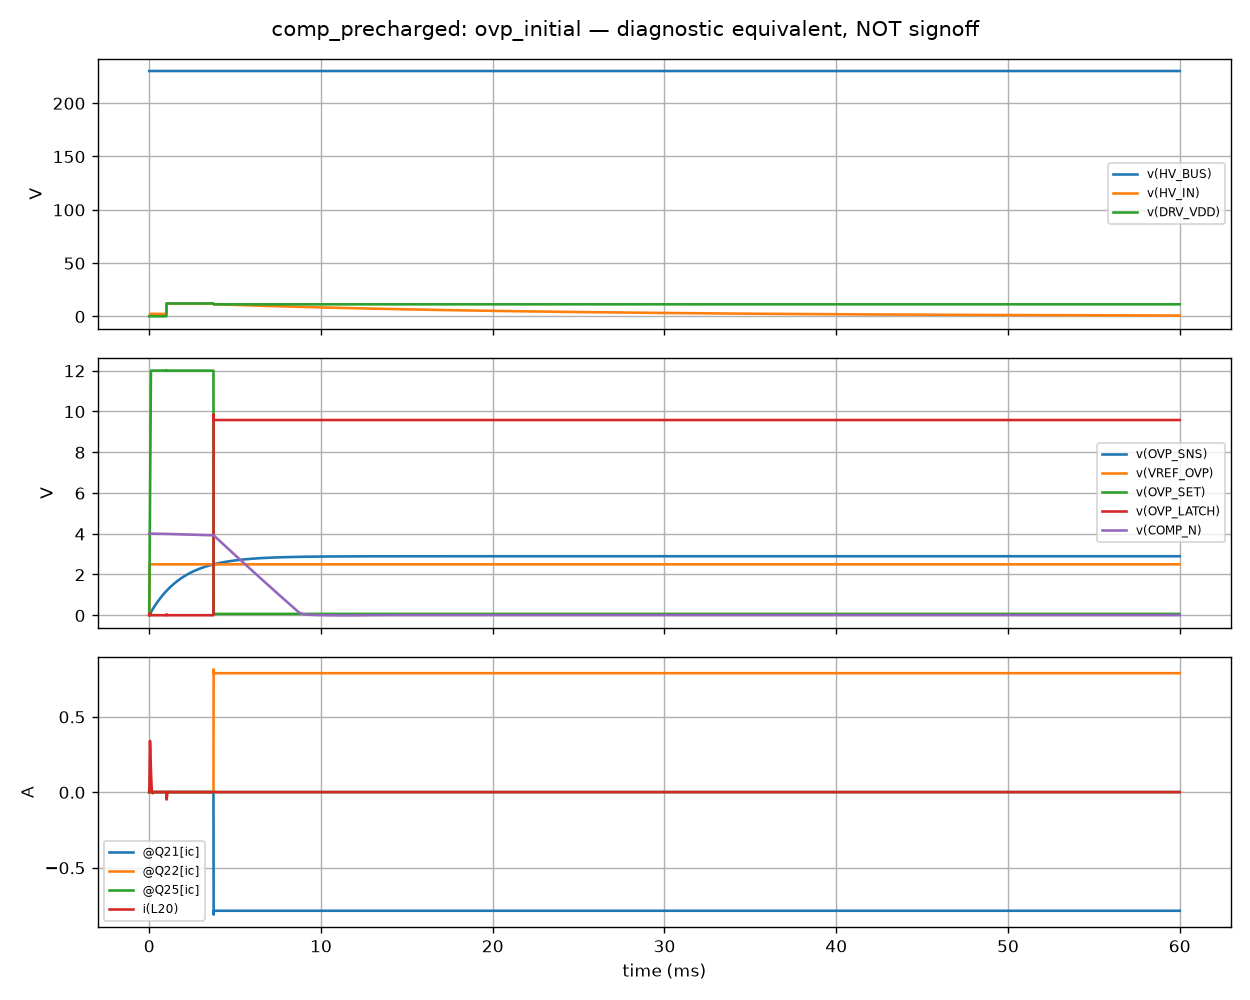 comp_precharged: ovp_initial — diagnostic equivalent, NOT signoff
200
150
100
50
0
V
v(HV_BUS)
v(HV_IN)
v(DRV_VDD)
12
10
8
6
4
2
0
V
v(OVP_SNS)
v(VREF_OVP)
v(OVP_SET)
v(OVP_LATCH)
v(COMP_N)
0.5
0.0
−0.5
A
@Q21[ic]
@Q22[ic]
@Q25[ic]
i(L20)
0 10 20 30 40 50 60
time (ms)